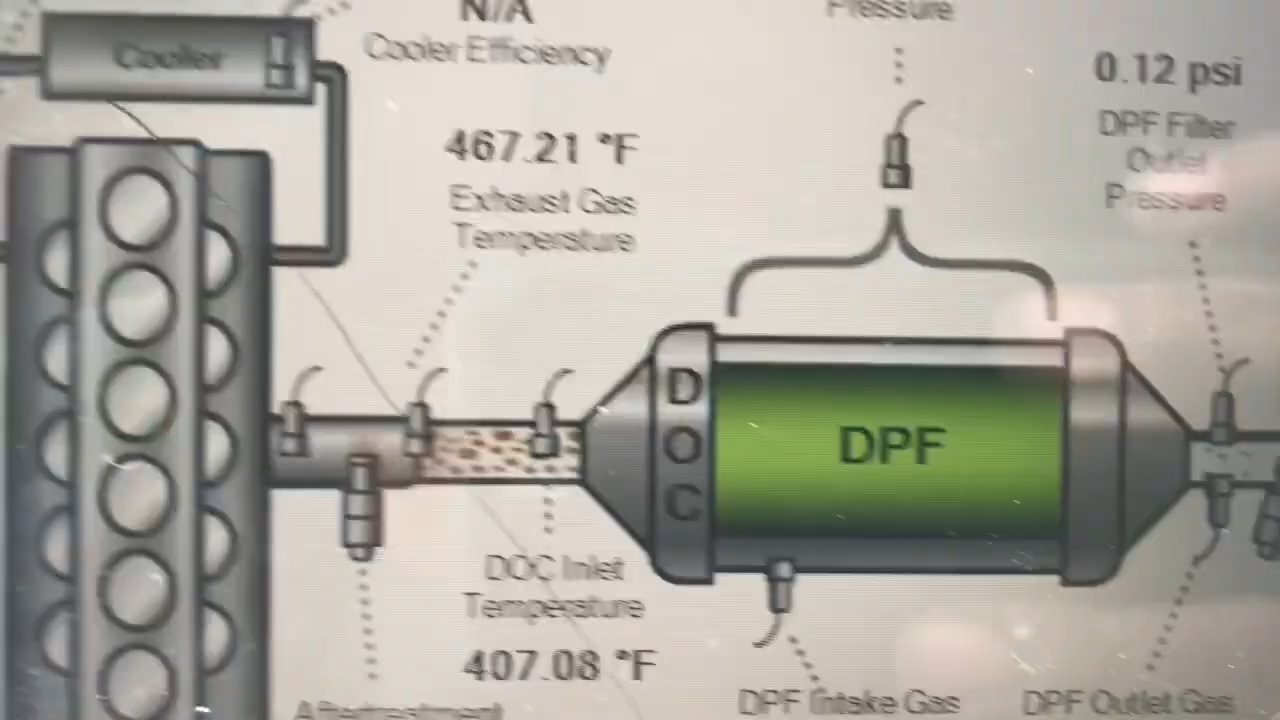 N/A
Cooler Efficiency
Pressure
Cooler
0.12 psi
DPF Filter
Outlet
Pressure
467.21 °F
Exhaust Gas
Temperature
D
O
C
DPF
DOC Inlet
Temperature
407.08 °F
Aftertreatment
DPF Intake Gas
DPF Outlet Gas